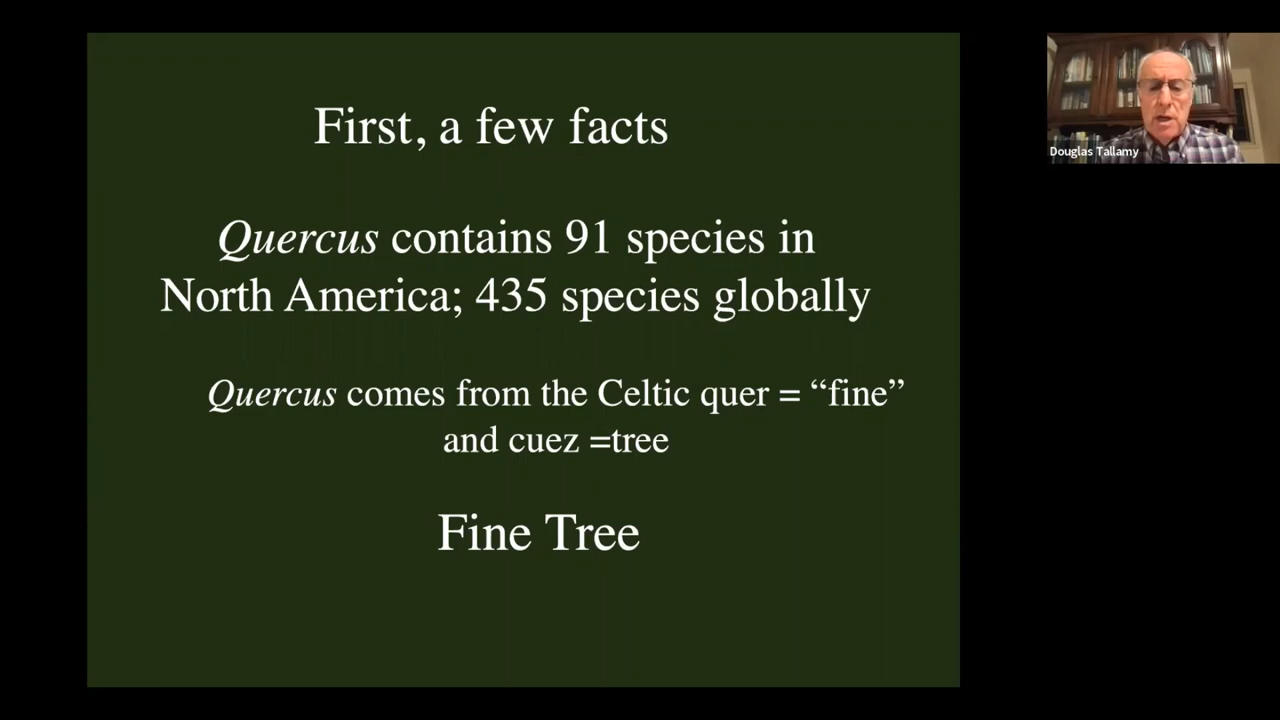 First, a few facts
Quercus contains 91 species in
North America; 435 species globally
Quercus comes from the Celtic quer = “fine”
and cuez =tree
Fine Tree
Douglas Tallamy